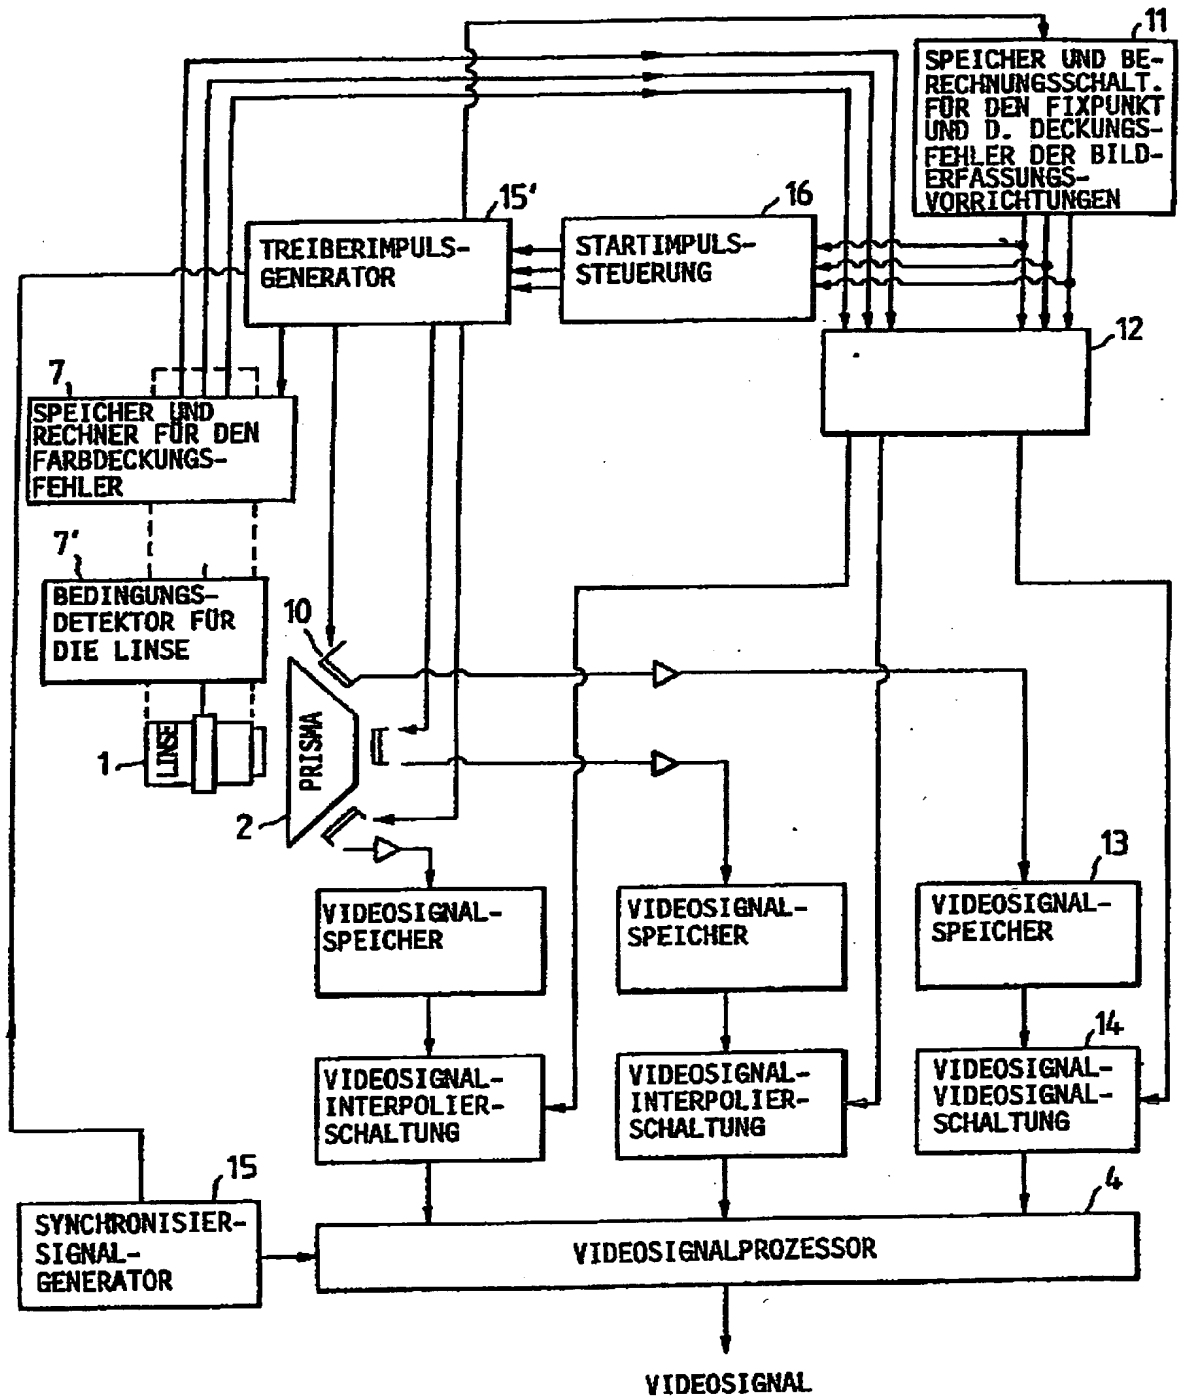 11
SPEICHER UND BE-
RECHNUNGSSCHALT.
FÜR DEN FIXPUNKT
UND D. DECKUNGS-
FEHLER DER BILD-
ERFASSUNGS-
VORRICHTUNGEN
15'
TREIBERIMPULS-
GENERATOR
16
STARTIMPULS-
STEUERUNG
12
7
SPEICHER UND
RECHNER FÜR DEN
FARBDECKUNGS-
FEHLER
7'
BEDINGUNGS-
DETEKTOR FÜR
DIE LINSE
10
1
LINSE
PRISMA
2
VIDEOSIGNAL-
SPEICHER
VIDEOSIGNAL-
SPEICHER
13
VIDEOSIGNAL-
SPEICHER
VIDEOSIGNAL-
INTERPOLIER-
SCHALTUNG
VIDEOSIGNAL-
INTERPOLIER-
SCHALTUNG
14
VIDEOSIGNAL-
VIDEOSIGNAL-
SCHALTUNG
15
SYNCHRONISIER-
SIGNAL-
GENERATOR
4
VIDEOSIGNALPROZESSOR
VIDEOSIGNAL